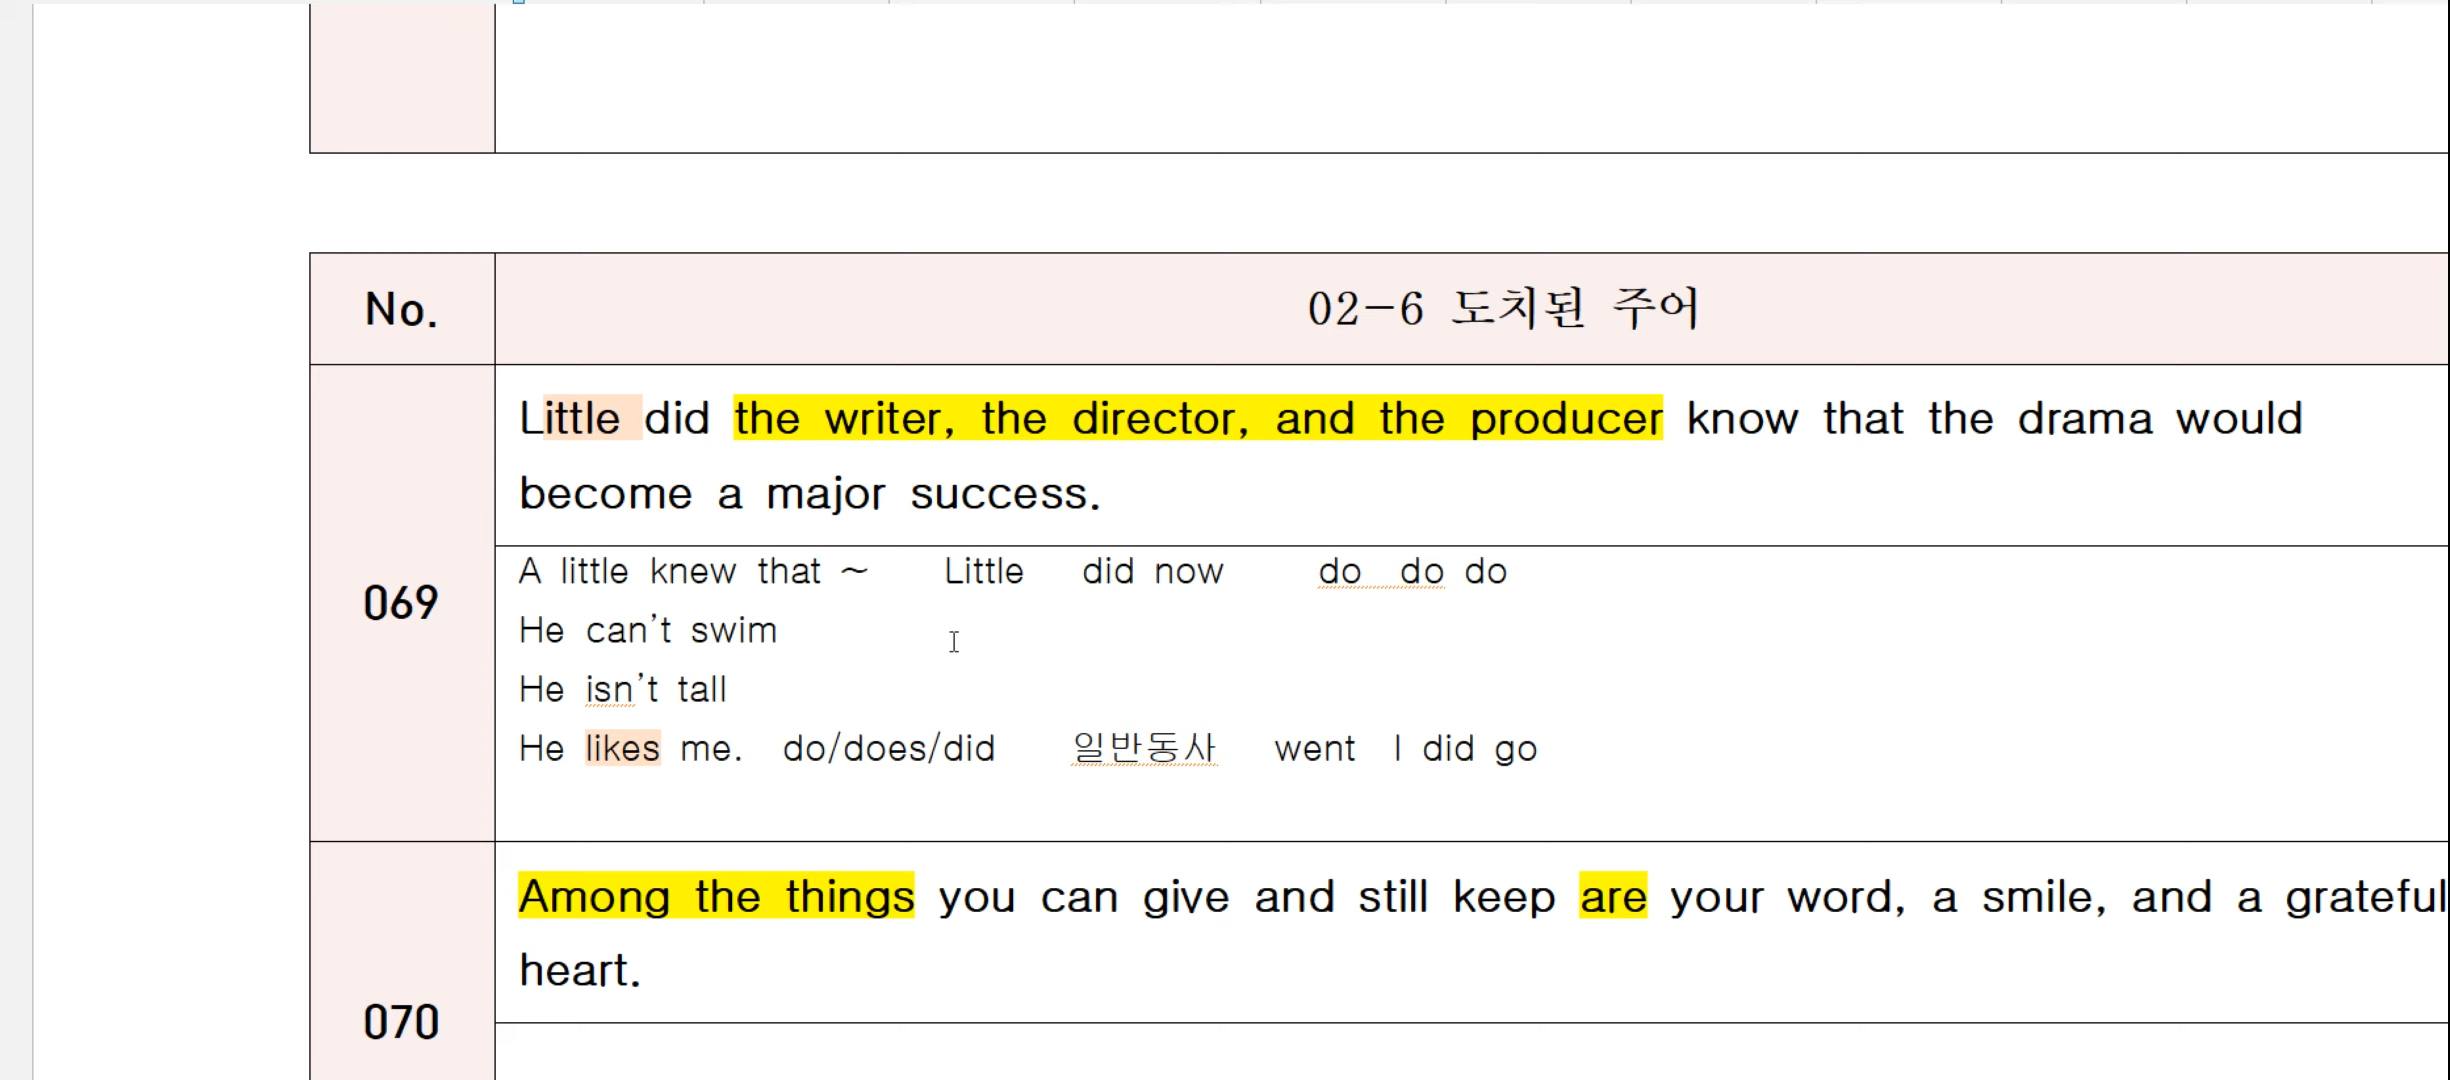 No.
02-6 도치된 주어
069
Little did the writer, the director, and the producer know that the drama would
become a major success.
A little knew that ~ Little did now do do do
He can't swim
He isn't tall
He likes me. do/does/did 일반동사 went I did go
070
Among the things you can give and still keep are your word, a smile, and a grateful
heart.